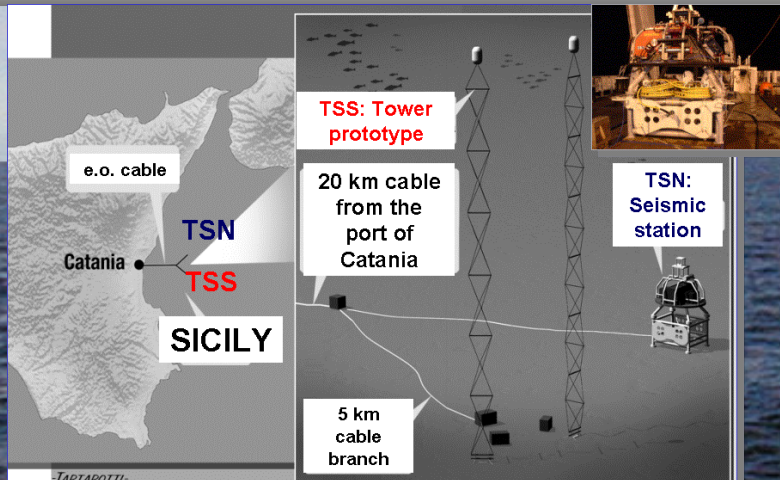 e.o. cable
TSN
Catania
TSS
SICILY
-TARTAROTTI-
TSS: Tower
prototype
20 km cable
from the
port of
Catania
TSN:
Seismic
station
5 km
cable
branch